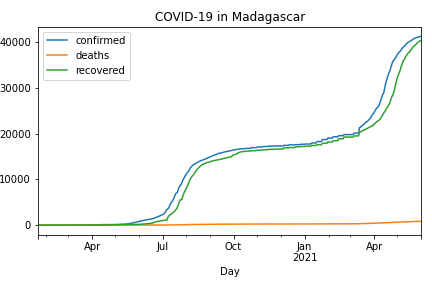 COVID-19 in Madagascar
confirmed
deaths
recovered
40000
30000
20000
10000
0
Apr Jul Oct Jan Apr
2021
Day